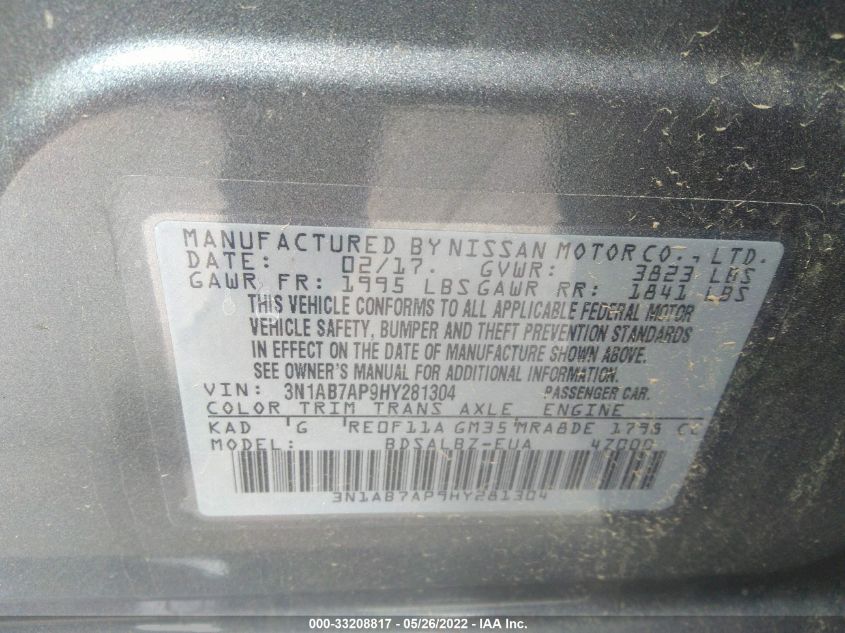 MANUFACTURED BY NISSAN MOTOR CO., LTD.
DATE: 02/17. GVWR: 3823 LBS
GAWR FR: 1995 LBS GAWR RR: 1841 LBS
THIS VEHICLE CONFORMS TO ALL APPLICABLE FEDERAL MOTOR
VEHICLE SAFETY, BUMPER AND THEFT PREVENTION STANDARDS
IN EFFECT ON THE DATE OF MANUFACTURE SHOWN ABOVE.
SEE OWNER'S MANUAL FOR ADDITIONAL INFORMATION.
VIN: 3N1AB7AP9HY281304 PASSENGER CAR.
COLOR TRIM TRANS AXLE ENGINE
KAD G RE0F11A GM35 MRA8DE 1798 CC
MODEL: BDSALBZ-EUA 4Z000
3N1AB7AP9HY281304
000-33208817 - 05/26/2022 - IAA Inc.